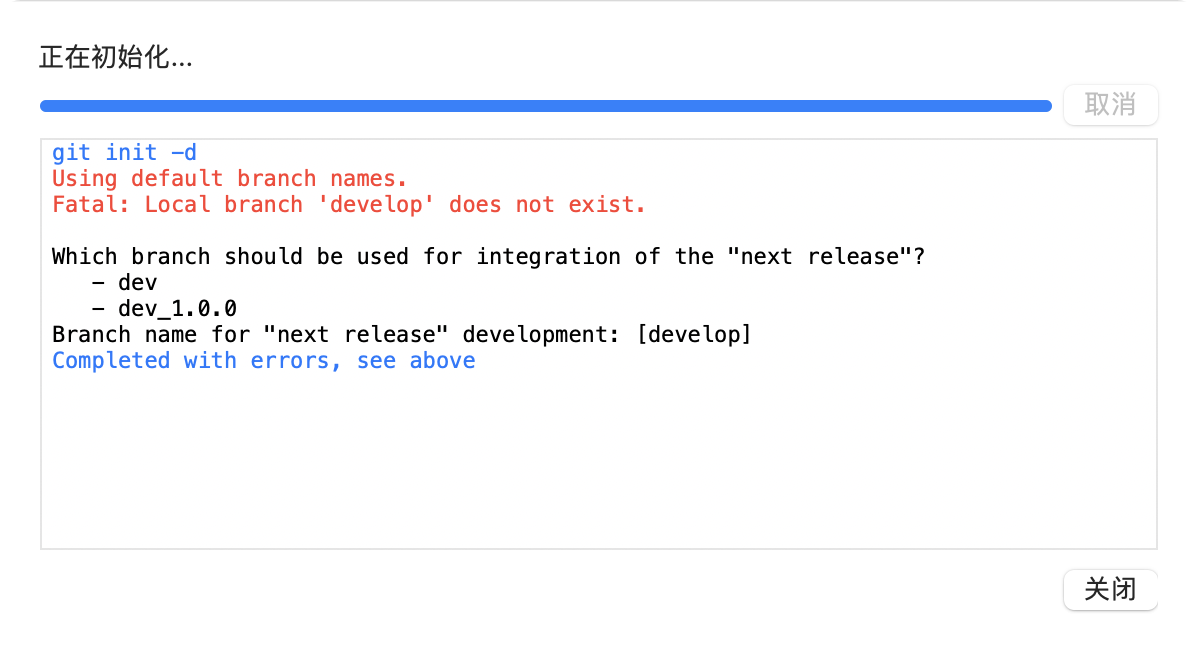 正在初始化...
取消
git init -d
Using default branch names.
Fatal: Local branch 'develop' does not exist.
Which branch should be used for integration of the "next release"?
– dev
– dev_1.0.0
Branch name for "next release" development: [develop]
Completed with errors, see above
关闭